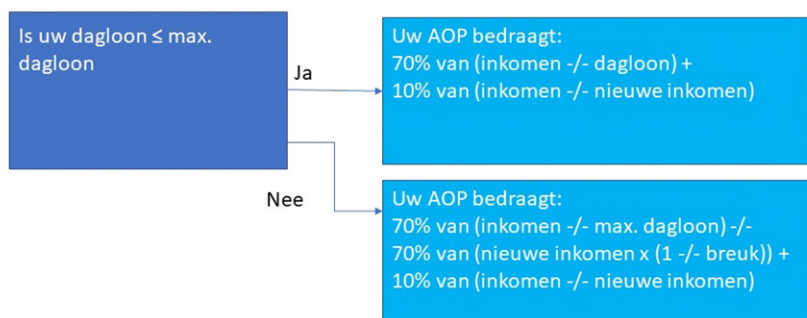 Is uw dagloon ≤ max.
dagloon
Ja
Uw AOP bedraagt:
70% van (inkomen -/- dagloon) +
10% van (inkomen -/- nieuwe inkomen)
Nee
Uw AOP bedraagt:
70% van (inkomen -/- max. dagloon) -/-
70% van (nieuwe inkomen x (1 -/- breuk)) +
10% van (inkomen -/- nieuwe inkomen)